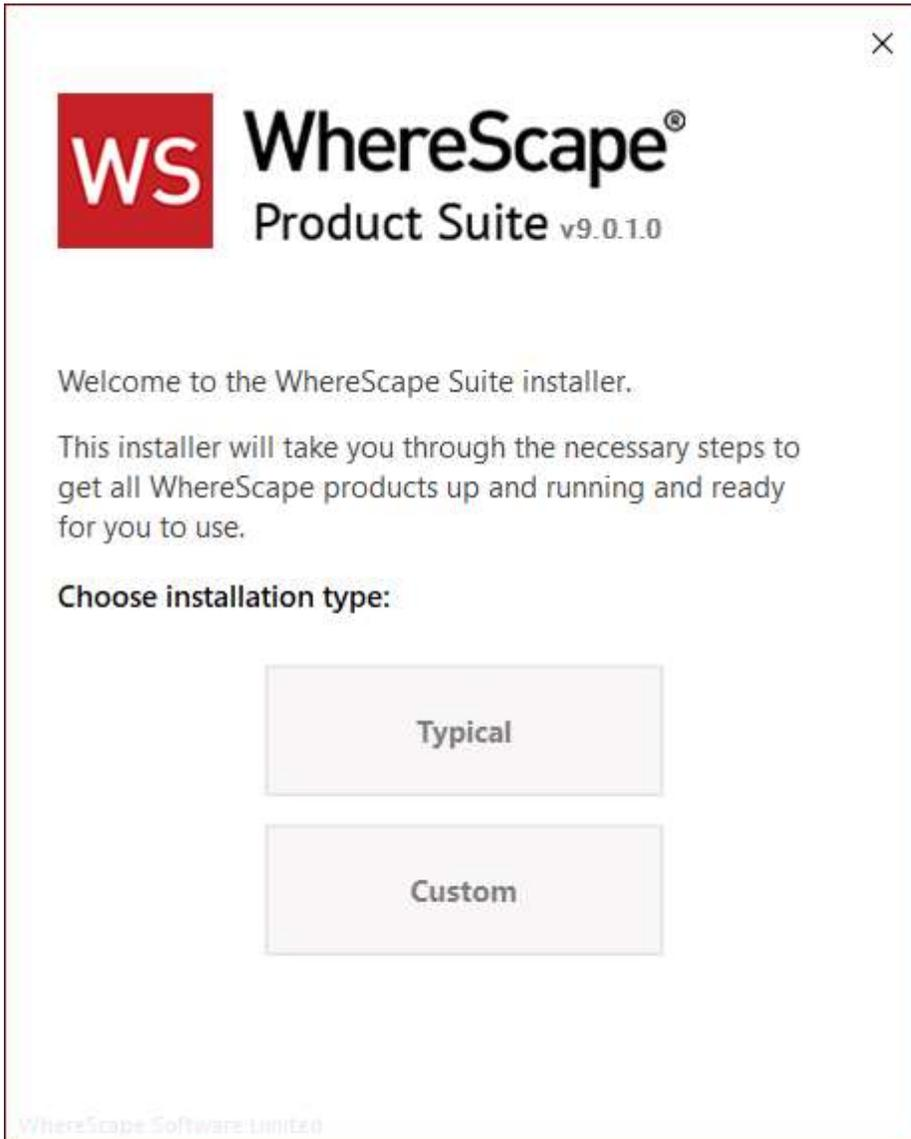 WS
WhereScape®
Product Suite v9.0.1.0
Welcome to the WhereScape Suite installer.
This installer will take you through the necessary steps to
get all WhereScape products up and running and ready
for you to use.
Choose installation type:
Typical
Custom
WhereScape Software Limited